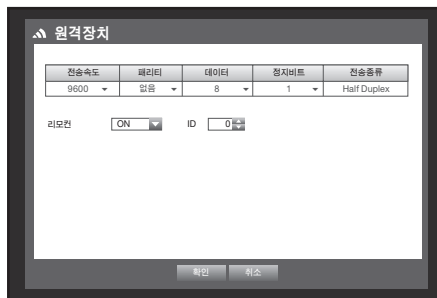 원격장치
전송속도 패리티 데이터 정지비트 전송종류
9600 없음 8 1 Half Duplex
리모컨 ON ID 0
확인 취소